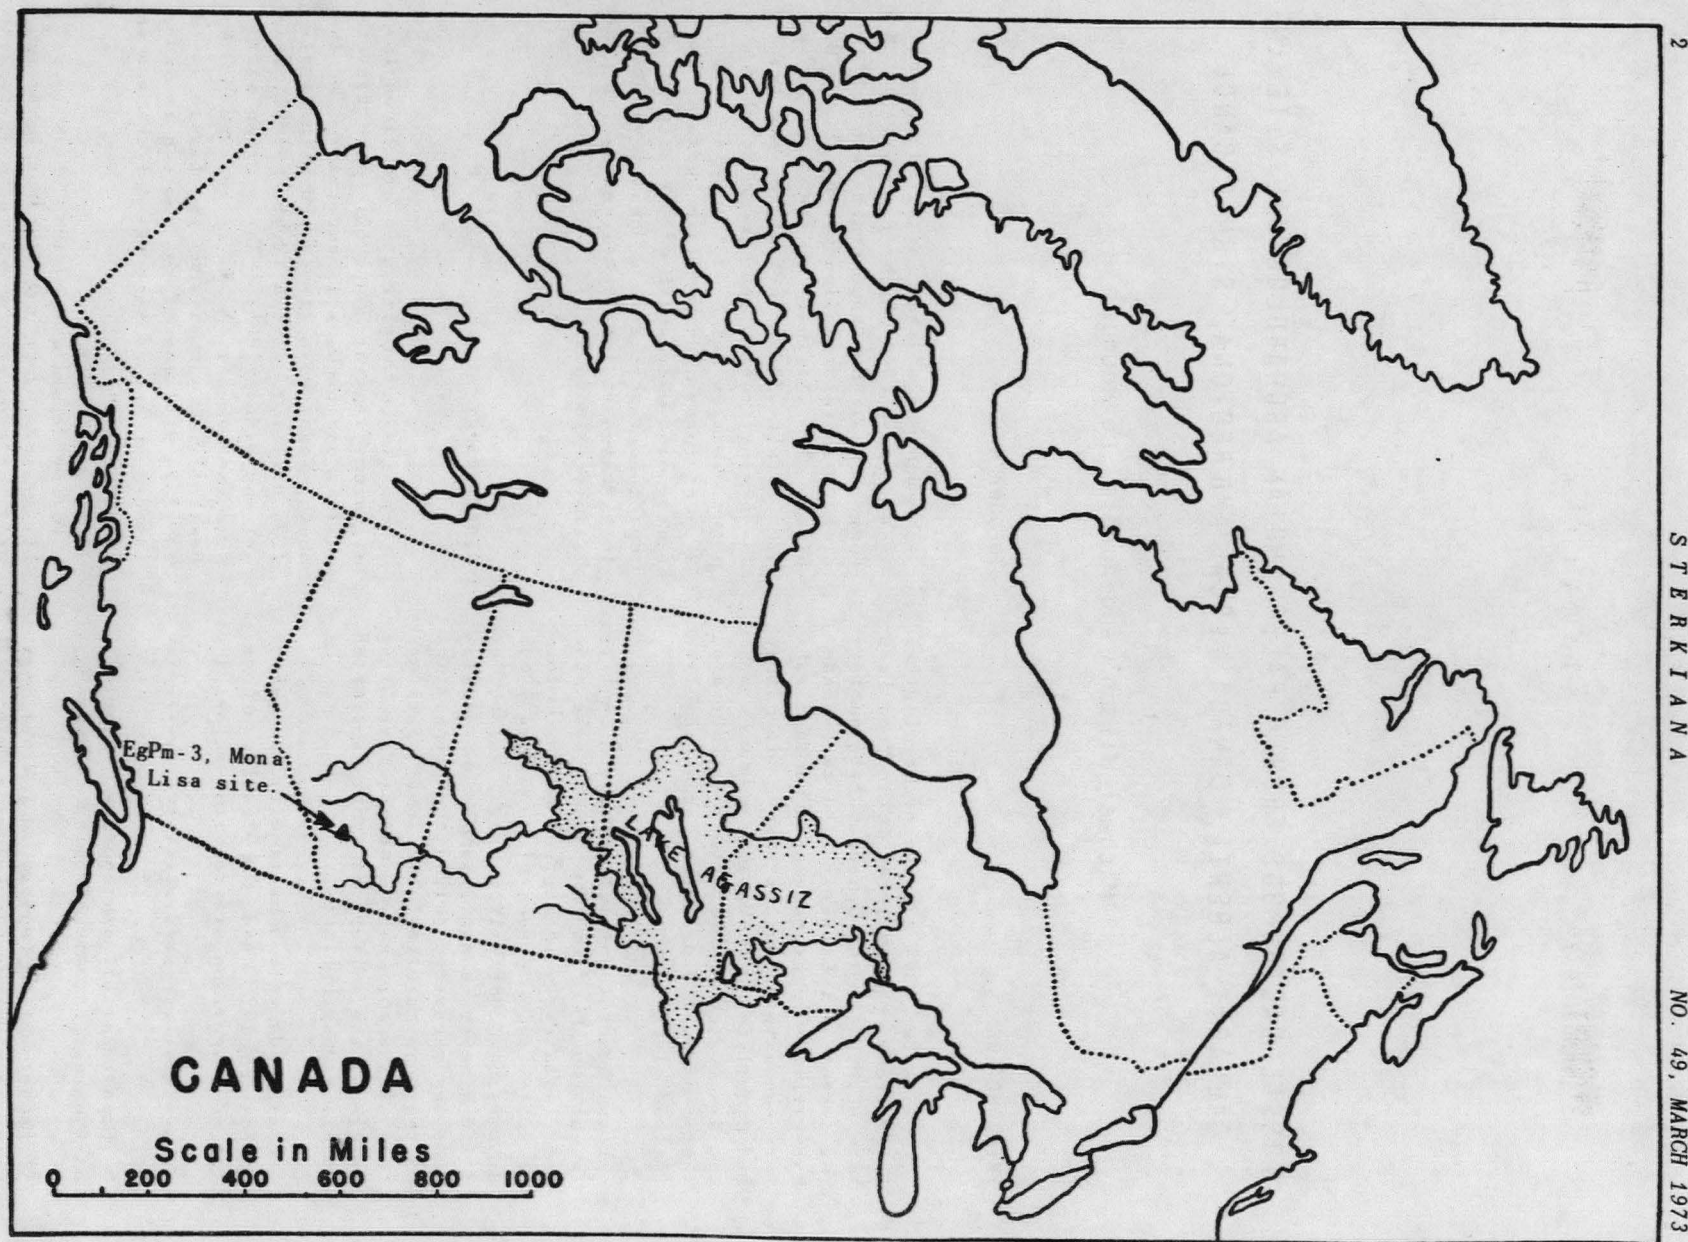 2
STERKIANA
NO. 49, MARCH 1973
EgPm-3, Mona
Lisa site.
LAKE AGASSIZ
CANADA
Scale in Miles
0 200 400 600 800 1000